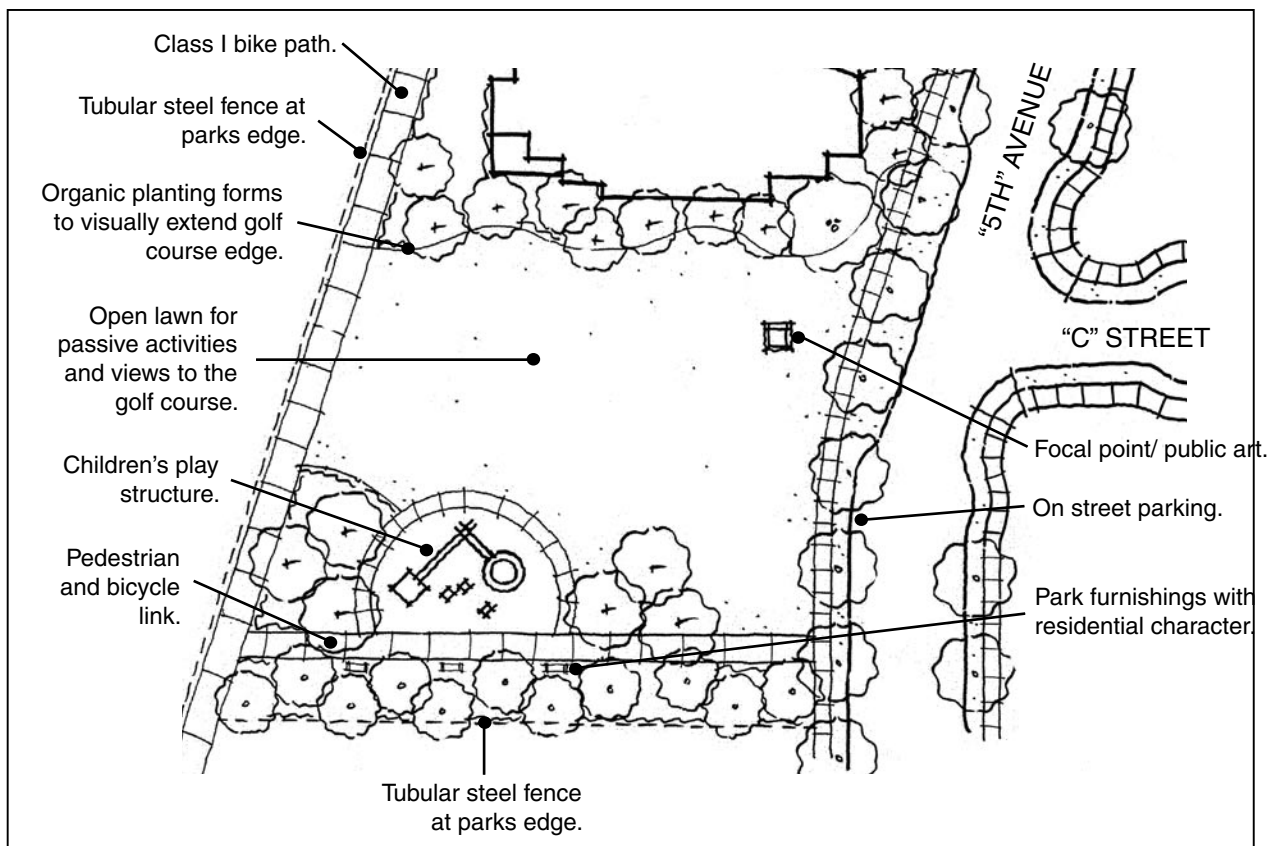 Class I bike path.
Tubular steel fence at
parks edge.
Organic planting forms
to visually extend golf
course edge.
Open lawn for
passive activities
and views to the
golf course.
Children’s play
structure.
Pedestrian
and bicycle
link.
Tubular steel fence
at parks edge.
“5TH” AVENUE
“C” STREET
Focal point/ public art.
On street parking.
Park furnishings with
residential character.